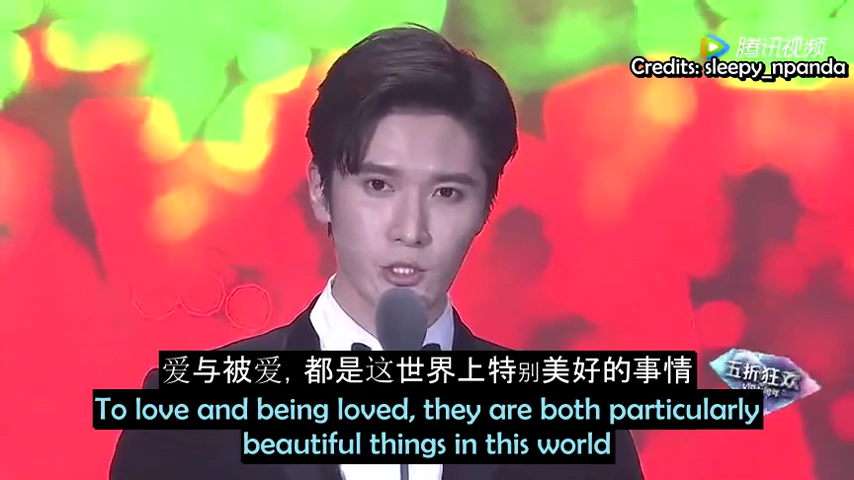 腾讯视频
Credits: sleepy_npanda
五折狂欢
爱与被爱, 都是这世界上特别美好的事情
To love and being loved, they are both particularly
beautiful things in this world